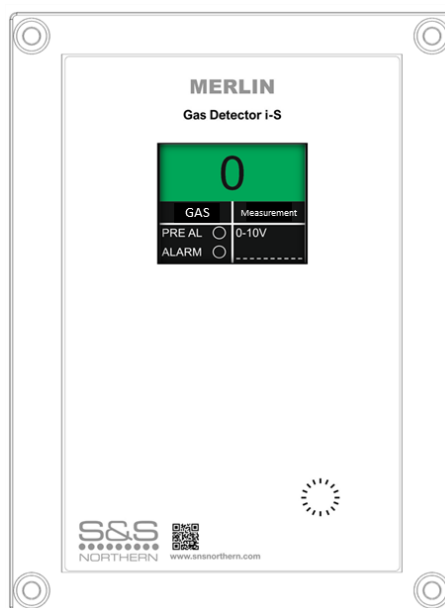 MERLIN
Gas Detector i-S
0
GAS Measurement
PRE AL 0-10V
ALARM
S&S
NORTHERN www.snsnorthern.com